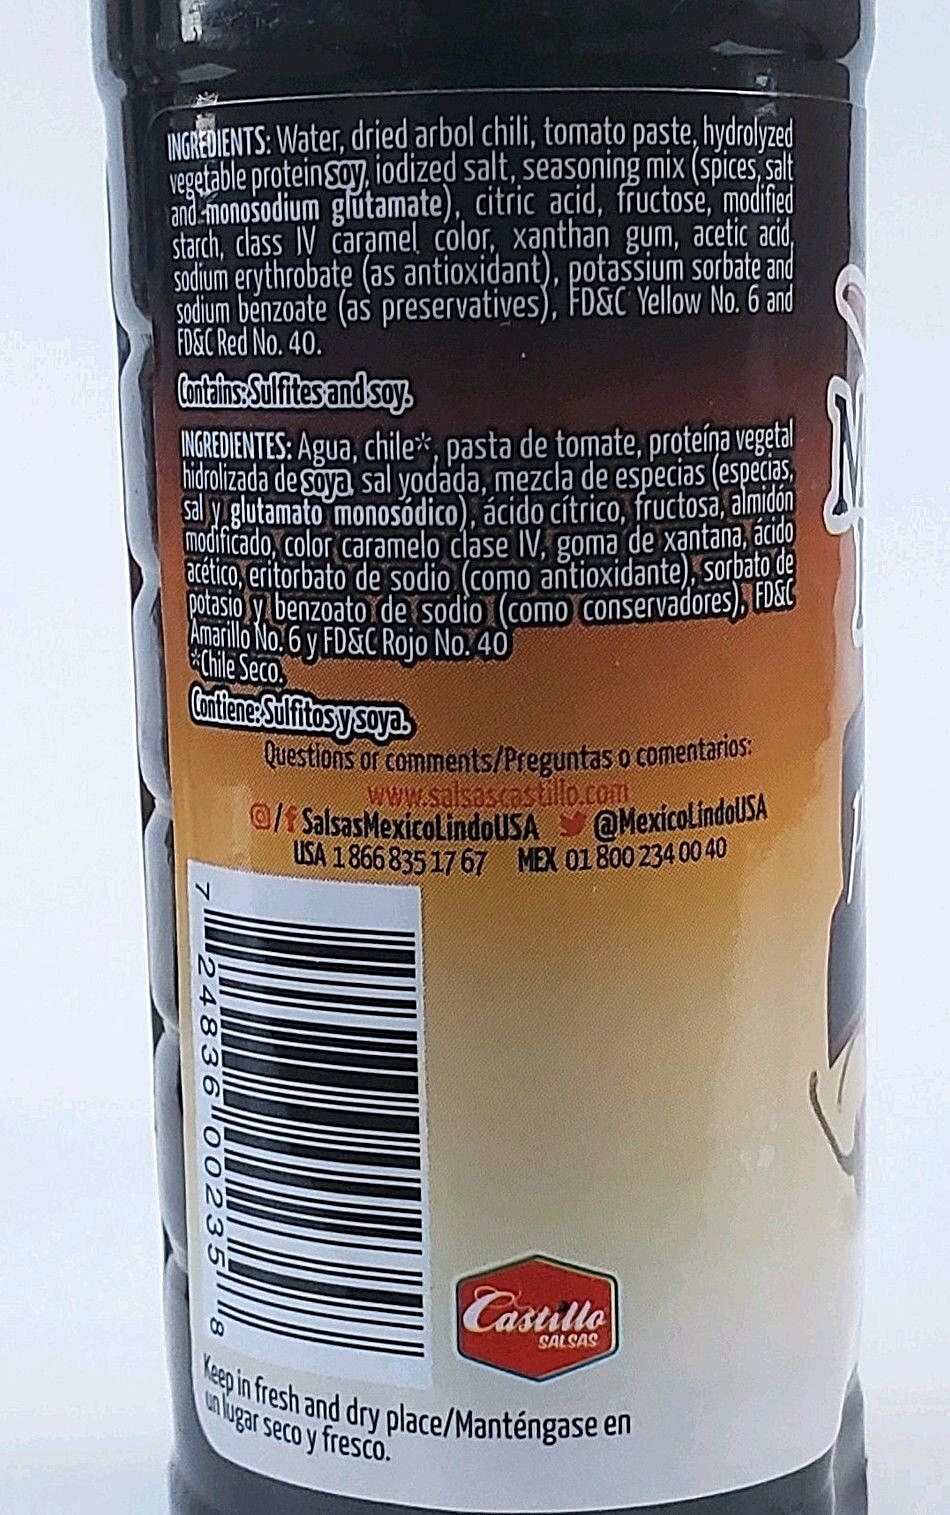 INGREDIENTS: Water, dried arbol chili, tomato paste, hydrolyzed
vegetable protein soy, iodized salt, seasoning mix (spices, salt
and monosodium glutamate), citric acid, fructose, modified
starch, class IV caramel color, xanthan gum, acetic acid,
sodium erythrobate (as antioxidant), potassium sorbate and
sodium benzoate (as preservatives), FD&C Yellow No. 6 and
FD&C Red No. 40.
Contains: Sulfites and soy.
INGREDIENTES: Agua, chile*, pasta de tomate, proteína vegetal
hidrolizada de soya, sal yodada, mezcla de especias (especias,
sal y glutamato monosódico), ácido cítrico, fructosa, almidón
modificado, color caramelo clase IV, goma de xantana, ácido
acético, eritorbato de sodio (como antioxidante), sorbato de
potasio y benzoato de sodio (como conservadores), FD&C
Amarillo No. 6 y FD&C Rojo No. 40
*Chile Seco.
Contiene: Sulfitos y soya.
Questions or comments/Preguntas o comentarios:
www.salsascastillo.com
/f SalsasMexicoLindoUSA @MexicoLindoUSA
USA 1 866 835 17 67 MEX 01 800 234 00 40
7 24836 00235 8
Castillo
SALSAS
Keep in fresh and dry place/Manténgase en
un lugar seco y fresco.